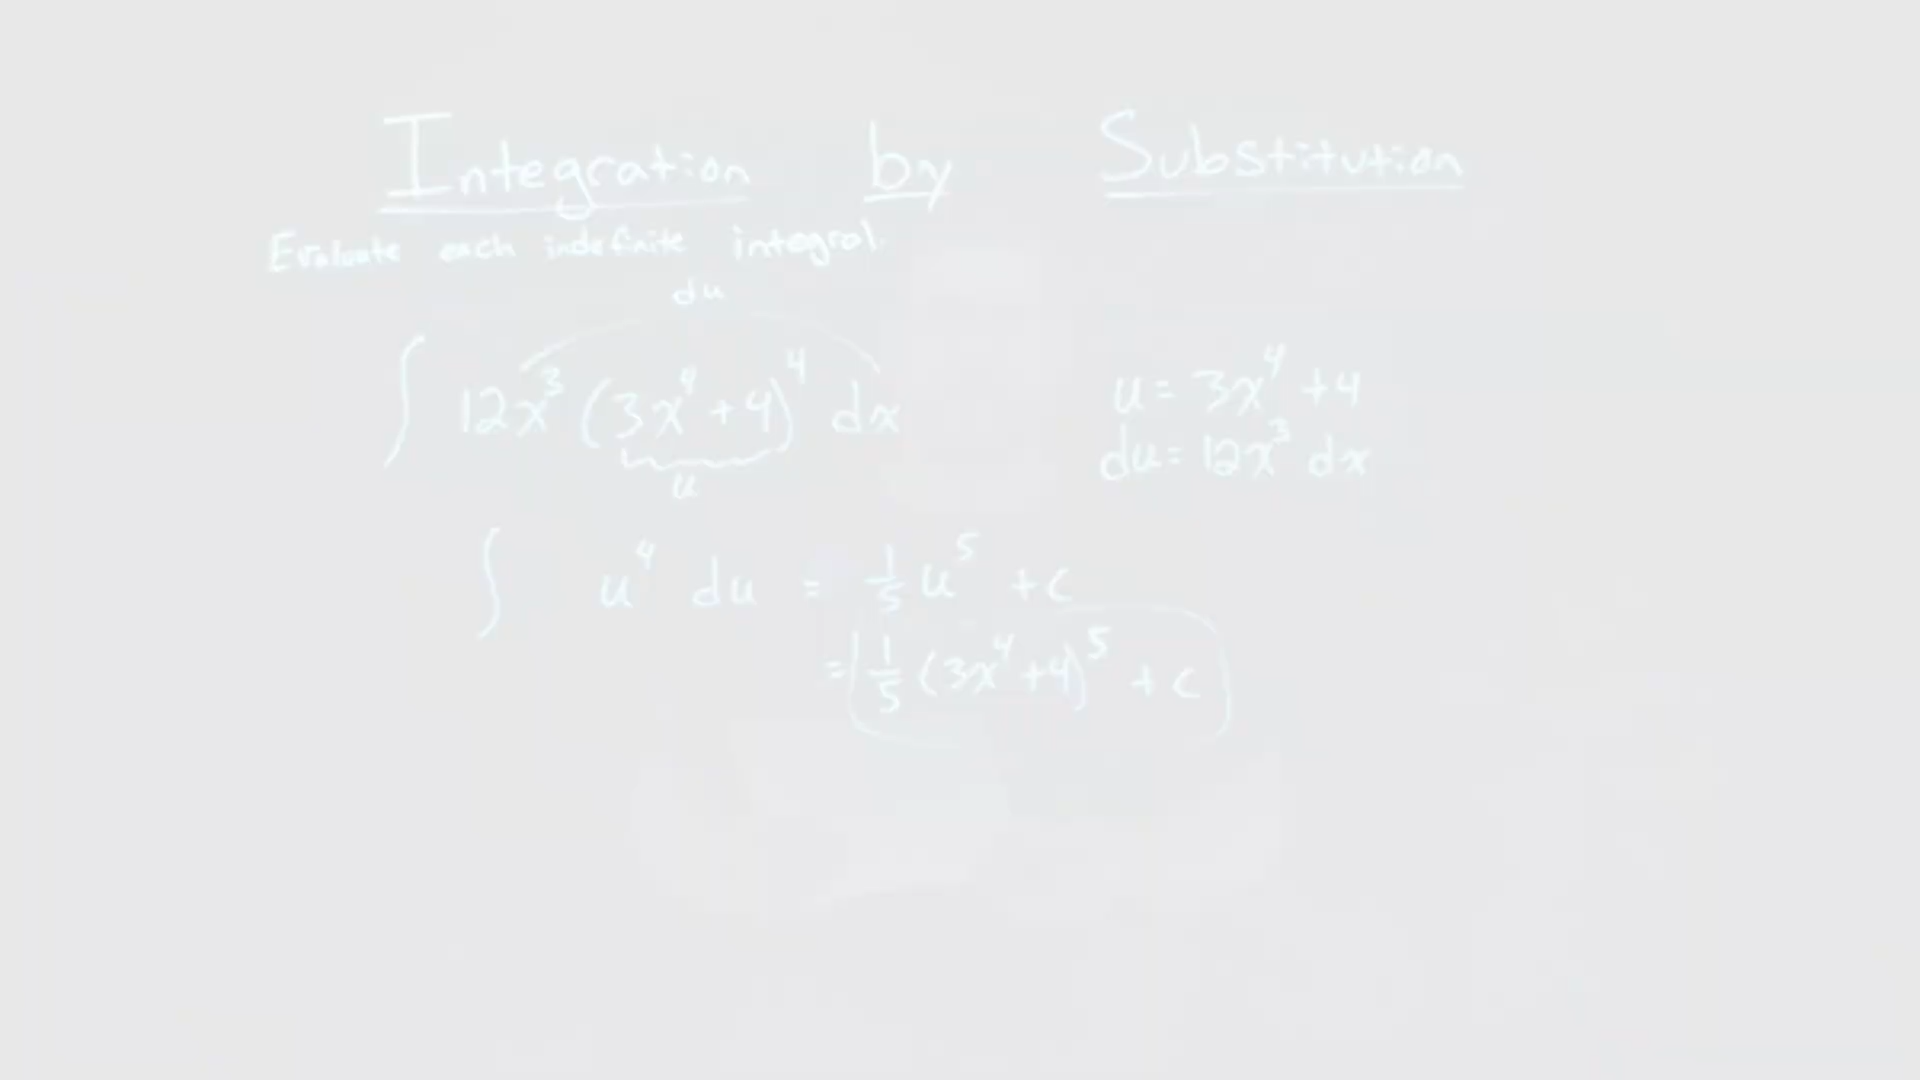 Integration by Substitution
Evaluate each indefinite integral.
du
∫ 12x³ (3x⁴+4)⁴ dx
u
u = 3x⁴ + 4
du = 12x³ dx
∫ u⁴ du = 1/5 u⁵ + c
= 1/5 (3x⁴+4)⁵ + c